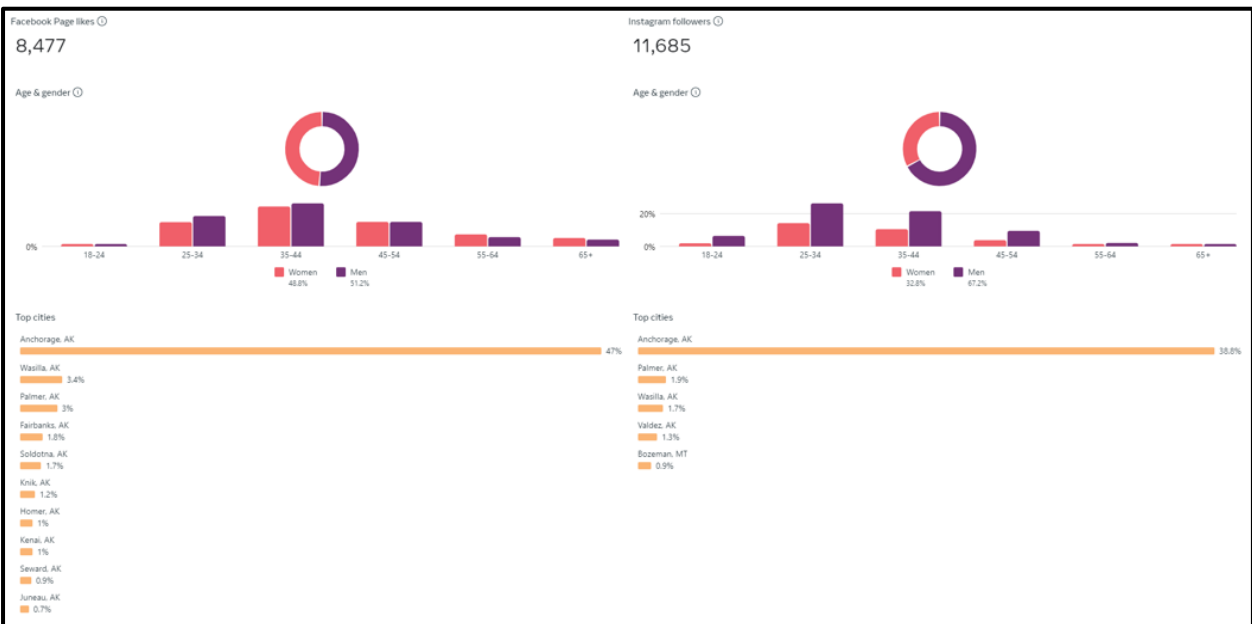 Facebook Page likes
8,477
Age & gender
0%
18-24 25-34 35-44 45-54 55-64 65+
Women Men
48.8% 51.2%
Top cities
Anchorage, AK
47%
Wasilla, AK
3.4%
Palmer, AK
3%
Fairbanks, AK
1.8%
Soldotna, AK
1.7%
Knik, AK
1.2%
Homer, AK
1%
Kenai, AK
1%
Seward, AK
0.9%
Juneau, AK
0.7%
Instagram followers
11,685
Age & gender
20%
0%
18-24 25-34 35-44 45-54 55-64 65+
Women Men
32.8% 67.2%
Top cities
Anchorage, AK
38.8%
Palmer, AK
1.9%
Wasilla, AK
1.7%
Valdez, AK
1.3%
Bozeman, MT
0.9%